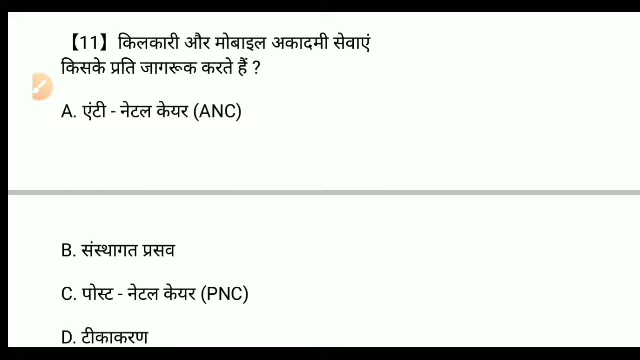 【11】 किलकारी और मोबाइल अकादमी सेवाएं
किसके प्रति जागरूक करते हैं ?
A. एंटी - नेटल केयर (ANC)
B. संस्थागत प्रसव
C. पोस्ट - नेटल केयर (PNC)
D. टीकाकरण